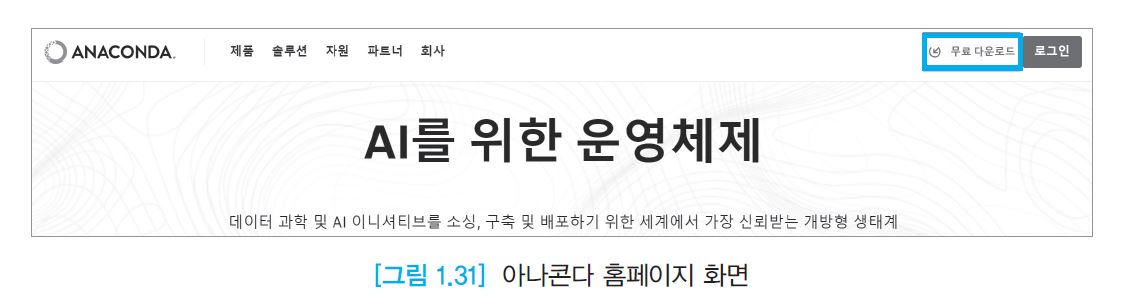 ANACONDA. 제품 솔루션 자원 파트너 회사 무료 다운로드 로그인
AI를 위한 운영체제
데이터 과학 및 AI 이니셔티브를 소싱, 구축 및 배포하기 위한 세계에서 가장 신뢰받는 개방형 생태계
[그림 1.31] 아나콘다 홈페이지 화면